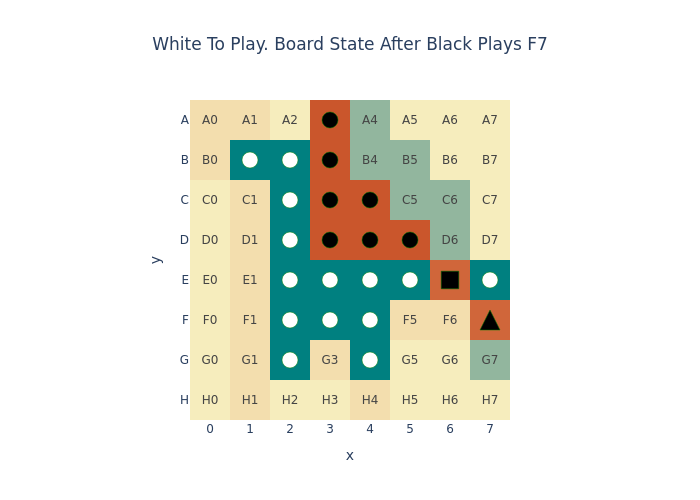 White To Play. Board State After Black Plays F7
A A0 A1 A2 A4 A5 A6 A7
B B0 B4 B5 B6 B7
C C0 C1 C5 C6 C7
D D0 D1 D6 D7
E E0 E1
F F0 F1 F5 F6
G G0 G1 G3 G5 G6 G7
H H0 H1 H2 H3 H4 H5 H6 H7
0 1 2 3 4 5 6 7
x
y